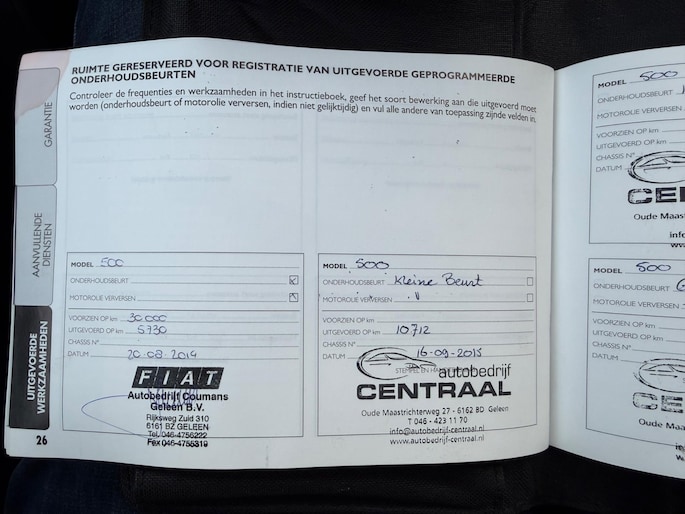 RUIMTE GERESERVEERD VOOR REGISTRATIE VAN UITGEVOERDE GEPROGRAMMEERDE
ONDERHOUDSBEURTEN
Controleer de frequenties en werkzaamheden in het instructieboek, geef het soort bewerking aan die uitgevoerd moet
worden (onderhoudsbeurt of motorolie verversen, indien niet gelijktijdig) en vul alle andere van toepassing zijnde velden in.
GARANTIE
AANVULLENDE
DIENSTEN
UITGEVOERDE
WERKZAAMHEDEN
MODEL 500
ONDERHOUDSBEURT
MOTOROLIE VERVERSEN
VOORZIEN OP km 30 000
UITGEVOERD OP km 5730
CHASSIS N°
DATUM 20-08-2014
FIAT
Autobedrijf Coumans
Geleen B.V.
Rijksweg Zuid 310
6161 BZ GELEEN
Tel. 046-4756222
Fax 046-4755319
26
MODEL 500
ONDERHOUDSBEURT Kleine Beurt
MOTOROLIE VERVERSEN
VOORZIEN OP km
UITGEVOERD OP km 10712
CHASSIS N°
DATUM 16-09-2015
STEMPEL EN
autobedrijf
CENTRAAL
Oude Maastrichterweg 27 - 6162 BD Geleen
T 046 - 423 11 70
info@autobedrijf-centraal.nl
www.autobedrijf-centraal.nl
MODEL 500
ONDERHOUDSBEURT
MOTOROLIE VERVERSEN
VOORZIEN OP km
UITGEVOERD OP km
CHASSIS N°
DATUM
Oude Maas
MODEL 500
ONDERHOUDSBEURT
MOTOROLIE VERVERSEN
VOORZIEN OP km
UITGEVOERD OP km
CHASSIS N°
DATUM
Oude Maas